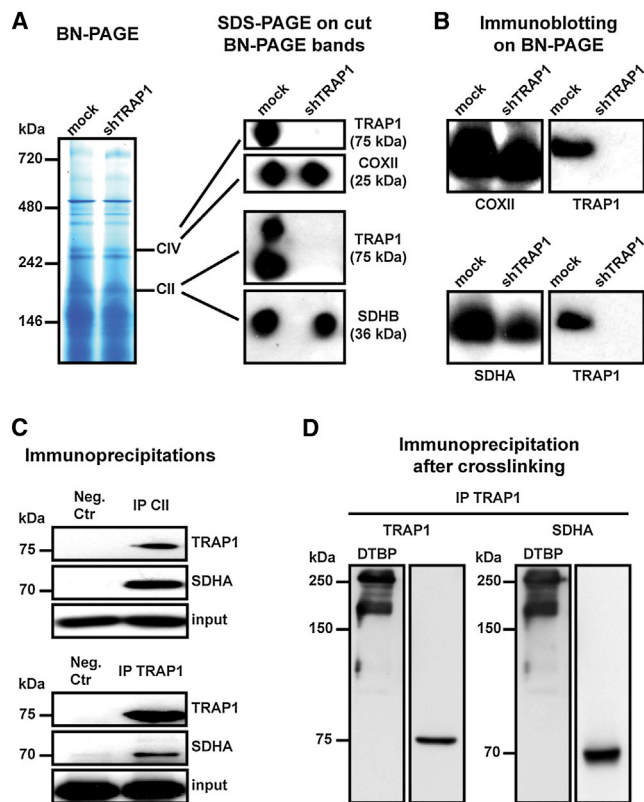 A
BN-PAGE
SDS-PAGE on cut
BN-PAGE bands
mock
shTRAP1
mock
shTRAP1
kDa
720
480
242
146
CIV
CII
TRAP1
(75 kDa)
COXII
(25 kDa)
TRAP1
(75 kDa)
SDHB
(36 kDa)
B
Immunoblotting
on BN-PAGE
mock
shTRAP1
mock
shTRAP1
COXII
TRAP1
mock
shTRAP1
mock
shTRAP1
SDHA
TRAP1
C
Immunoprecipitations
Neg.
Ctr
IP CII
kDa
75
TRAP1
70
SDHA
input
Neg.
Ctr
IP TRAP1
kDa
75
TRAP1
70
SDHA
input
D
Immunoprecipitation
after crosslinking
IP TRAP1
TRAP1
SDHA
kDa
DTBP
250
150
75
kDa
DTBP
250
150
70